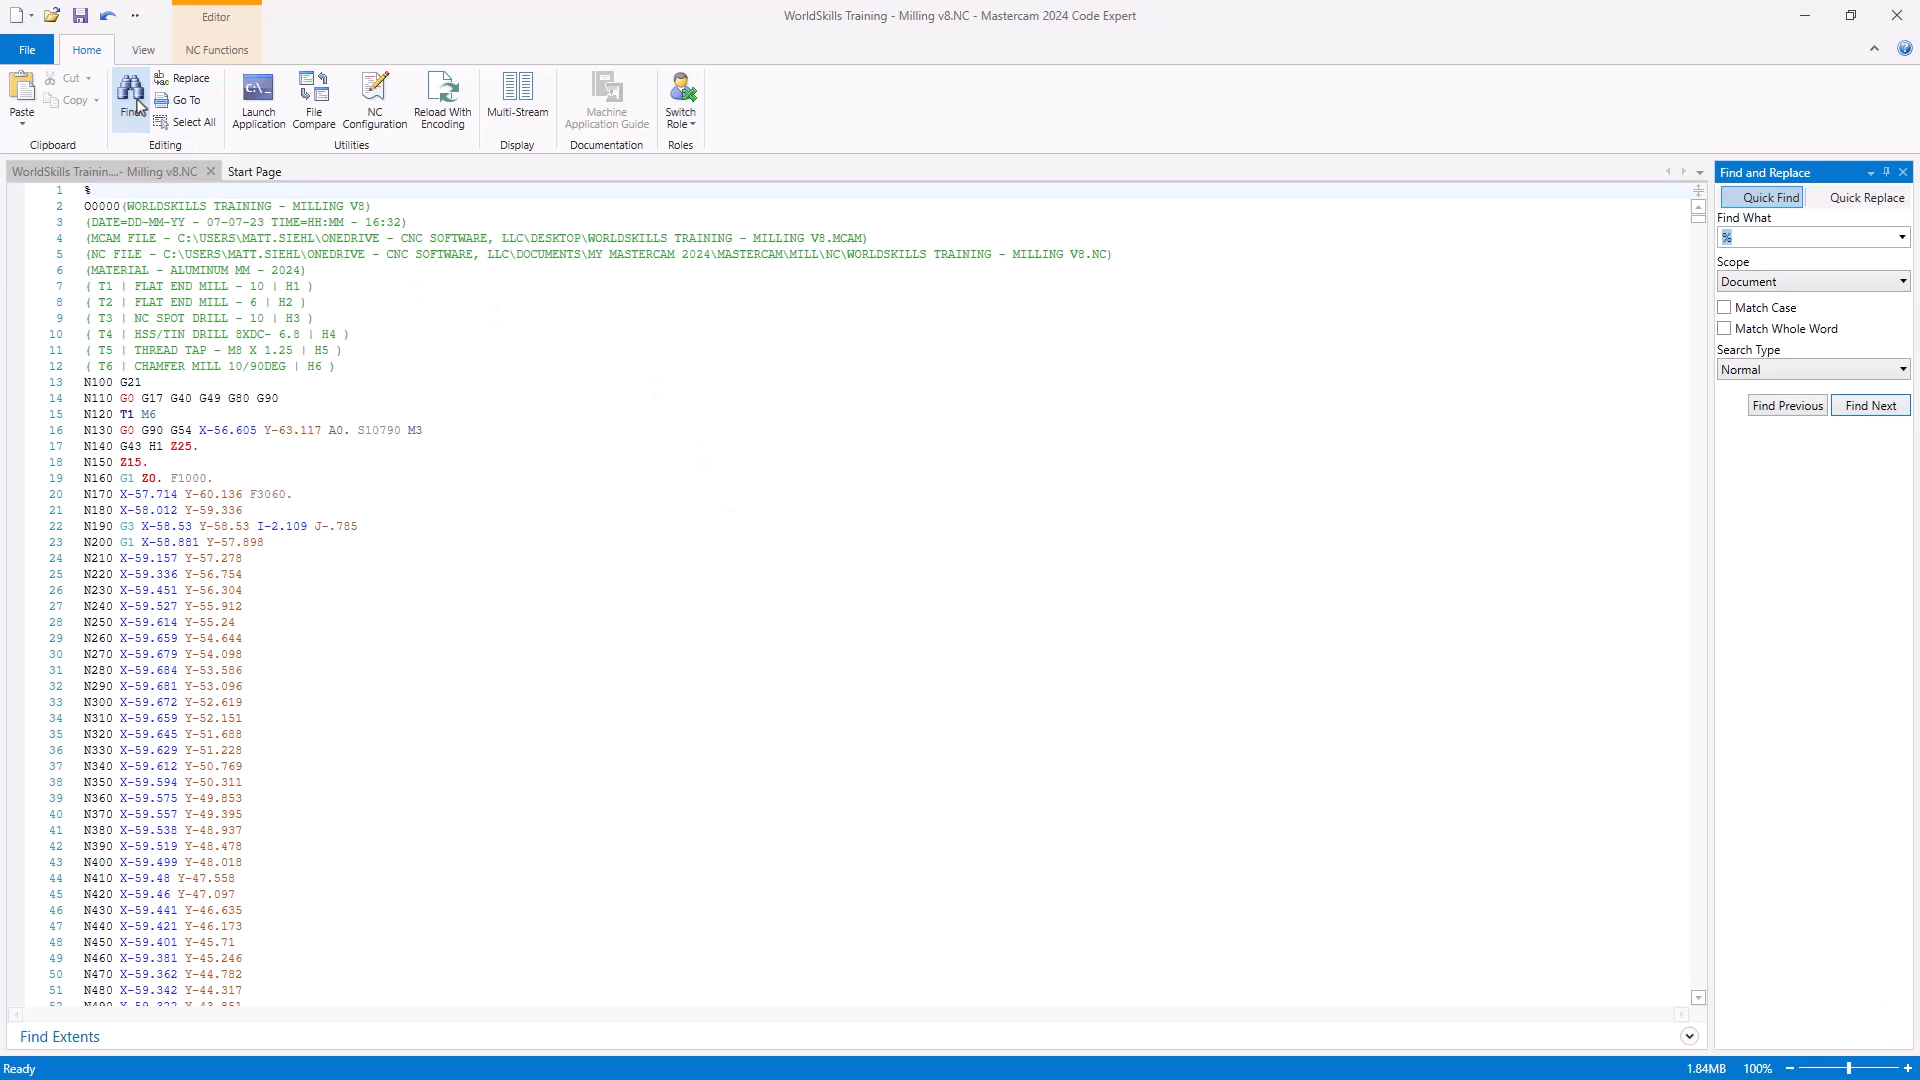 Editor
WorldSkills Training - Milling v8.NC - Mastercam 2024 Code Expert
File
Home
View
NC Functions
Paste
Cut
Copy
Clipboard
Find
Replace
Go To
Select All
Editing
Launch Application
File Compare
NC Configuration
Reload With Encoding
Utilities
Multi-Stream
Display
Machine Application Guide
Documentation
Switch Role
Roles
WorldSkills Trainin....- Milling v8.NC
Start Page
1 %
2 O0000(WORLDSKILLS TRAINING - MILLING V8)
3 (DATE=DD-MM-YY - 07-07-23 TIME=HH:MM - 16:32)
4 (MCAM FILE - C:\USERS\MATT.SIEHL\ONEDRIVE - CNC SOFTWARE, LLC\DESKTOP\WORLDSKILLS TRAINING - MILLING V8.MCAM)
5 (NC FILE - C:\USERS\MATT.SIEHL\ONEDRIVE - CNC SOFTWARE, LLC\DOCUMENTS\MY MASTERCAM 2024\MASTERCAM\MILL\NC\WORLDSKILLS TRAINING - MILLING V8.NC)
6 (MATERIAL - ALUMINUM MM - 2024)
7 ( T1 | FLAT END MILL - 10 | H1 )
8 ( T2 | FLAT END MILL - 6 | H2 )
9 ( T3 | NC SPOT DRILL - 10 | H3 )
10 ( T4 | HSS/TIN DRILL 8XDC- 6.8 | H4 )
11 ( T5 | THREAD TAP - M8 X 1.25 | H5 )
12 ( T6 | CHAMFER MILL 10/90DEG | H6 )
13 N100 G21
14 N110 G0 G17 G40 G49 G80 G90
15 N120 T1 M6
16 N130 G0 G90 G54 X-56.605 Y-63.117 A0. S10790 M3
17 N140 G43 H1 Z25.
18 N150 Z15.
19 N160 G1 Z0. F1000.
20 N170 X-57.714 Y-60.136 F3060.
21 N180 X-58.012 Y-59.336
22 N190 G3 X-58.53 Y-58.53 I-2.109 J-.785
23 N200 G1 X-58.881 Y-57.898
24 N210 X-59.157 Y-57.278
25 N220 X-59.336 Y-56.754
26 N230 X-59.451 Y-56.304
27 N240 X-59.527 Y-55.912
28 N250 X-59.614 Y-55.24
29 N260 X-59.659 Y-54.644
30 N270 X-59.679 Y-54.098
31 N280 X-59.684 Y-53.586
32 N290 X-59.681 Y-53.096
33 N300 X-59.672 Y-52.619
34 N310 X-59.659 Y-52.151
35 N320 X-59.645 Y-51.688
36 N330 X-59.629 Y-51.228
37 N340 X-59.612 Y-50.769
38 N350 X-59.594 Y-50.311
39 N360 X-59.575 Y-49.853
40 N370 X-59.557 Y-49.395
41 N380 X-59.538 Y-48.937
42 N390 X-59.519 Y-48.478
43 N400 X-59.499 Y-48.018
44 N410 X-59.48 Y-47.558
45 N420 X-59.46 Y-47.097
46 N430 X-59.441 Y-46.635
47 N440 X-59.421 Y-46.173
48 N450 X-59.401 Y-45.71
49 N460 X-59.381 Y-45.246
50 N470 X-59.362 Y-44.782
51 N480 X-59.342 Y-44.317
52 N490 X-59.322 Y-43.851
Find Extents
Find and Replace
Quick Find
Quick Replace
Find What
%
Scope
Document
Match Case
Match Whole Word
Search Type
Normal
Find Previous
Find Next
Ready
1.84MB
100%